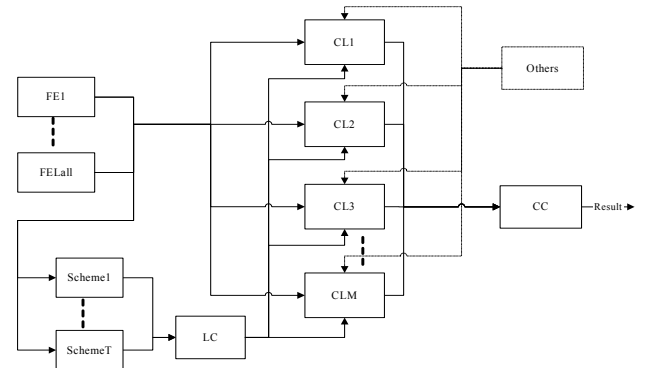 CL1
FE1
Others
CL2
FELall
CL3
CC
Result
Scheme1
CLM
LC
SchemeT